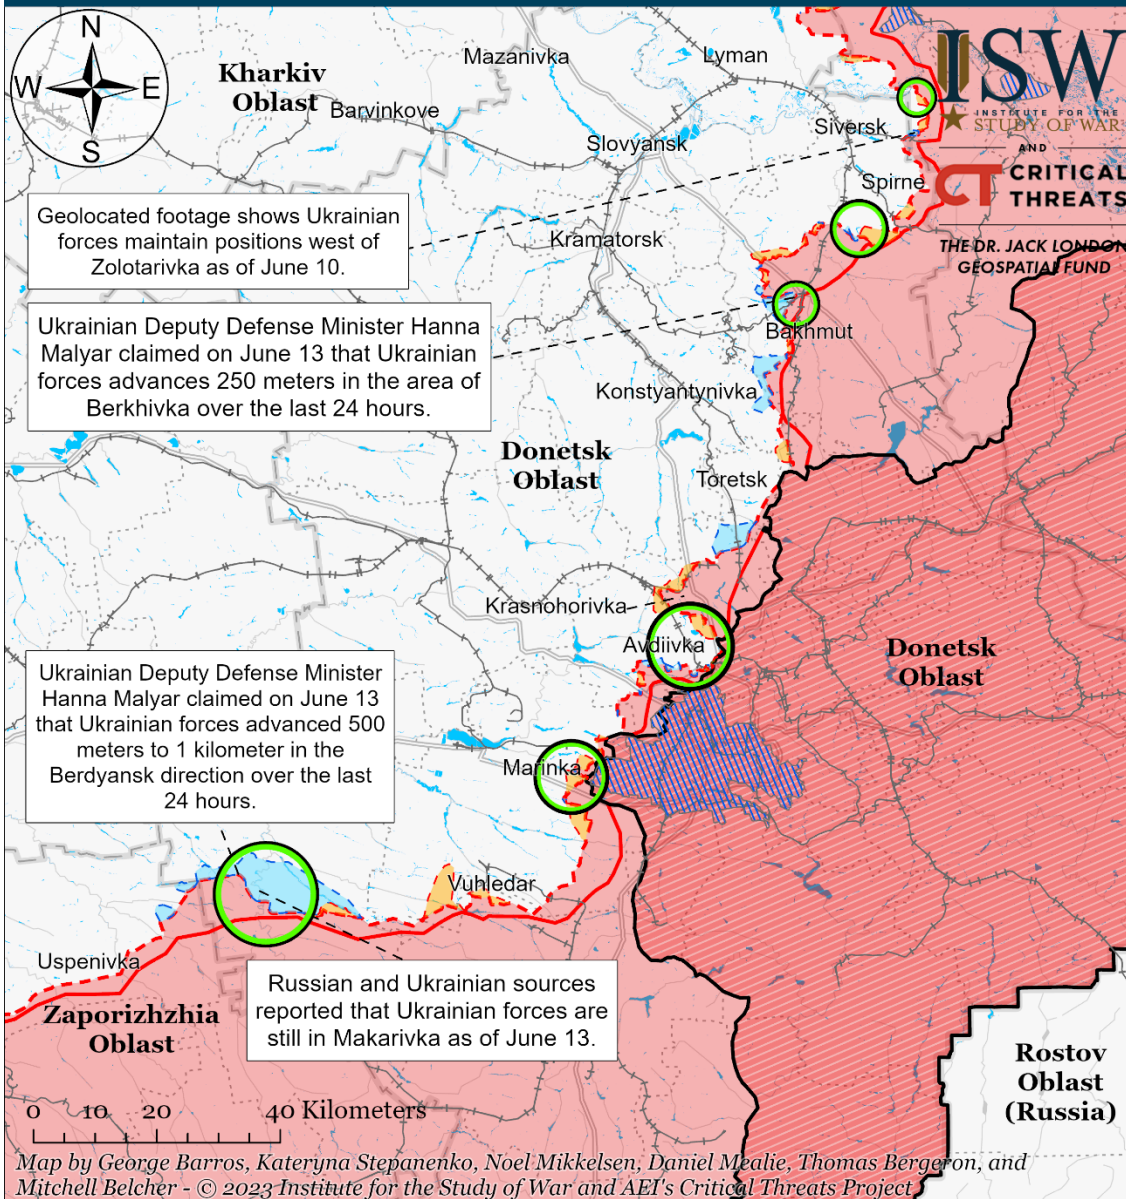 N
W E
S
Kharkiv
Oblast
Mazanivka
Lyman
Barvinkove
Slovyansk
Siversk
Spirne
ISW
INSTITUTE FOR THE
STUDY OF WAR
AND
CT CRITICAL
THREATS
THE DR. JACK LONDON
GEOSPATIAL FUND
Geolocated footage shows Ukrainian
forces maintain positions west of
Zolotarivka as of June 10.
Kramatorsk
Ukrainian Deputy Defense Minister Hanna
Malyar claimed on June 13 that Ukrainian
forces advances 250 meters in the area of
Berkhivka over the last 24 hours.
Bakhmut
Konstyantynivka
Donetsk
Oblast
Toretsk
Krasnohorivka
Avdiivka
Donetsk
Oblast
Ukrainian Deputy Defense Minister
Hanna Malyar claimed on June 13
that Ukrainian forces advanced 500
meters to 1 kilometer in the
Berdyansk direction over the last
24 hours.
Marinka
Vuhledar
Uspenivka
Russian and Ukrainian sources
reported that Ukrainian forces are
still in Makarivka as of June 13.
Zaporizhzhia
Oblast
Rostov
Oblast
(Russia)
0 10 20 40 Kilometers
Map by George Barros, Kateryna Stepanenko, Noel Mikkelsen, Daniel Mealie, Thomas Bergeron, and
Mitchell Belcher - © 2023 Institute for the Study of War and AEI's Critical Threats Project